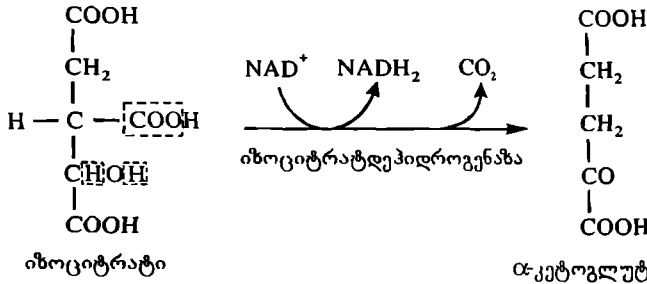 COOH
CH₂
H — C — COOH
CHOH
COOH
იზოციტრატი
NAD⁺ NADH₂ CO₂
იზოციტრატდეჰიდროგენაზა
COOH
CH₂
CH₂
CO
COOH
α-კეტოგლუტ